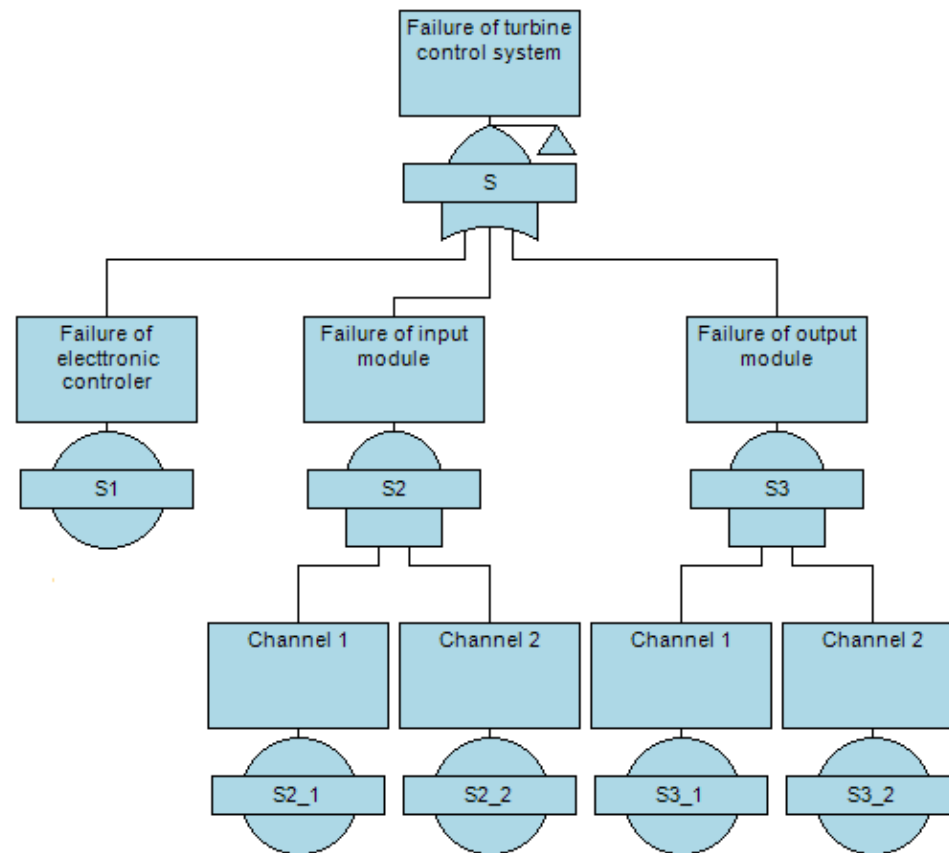 Failure of turbine
control system
S
Failure of
electtronic
controler
Failure of input
module
Failure of output
module
S1
S2
S3
Channel 1
Channel 2
Channel 1
Channel 2
S2_1
S2_2
S3_1
S3_2